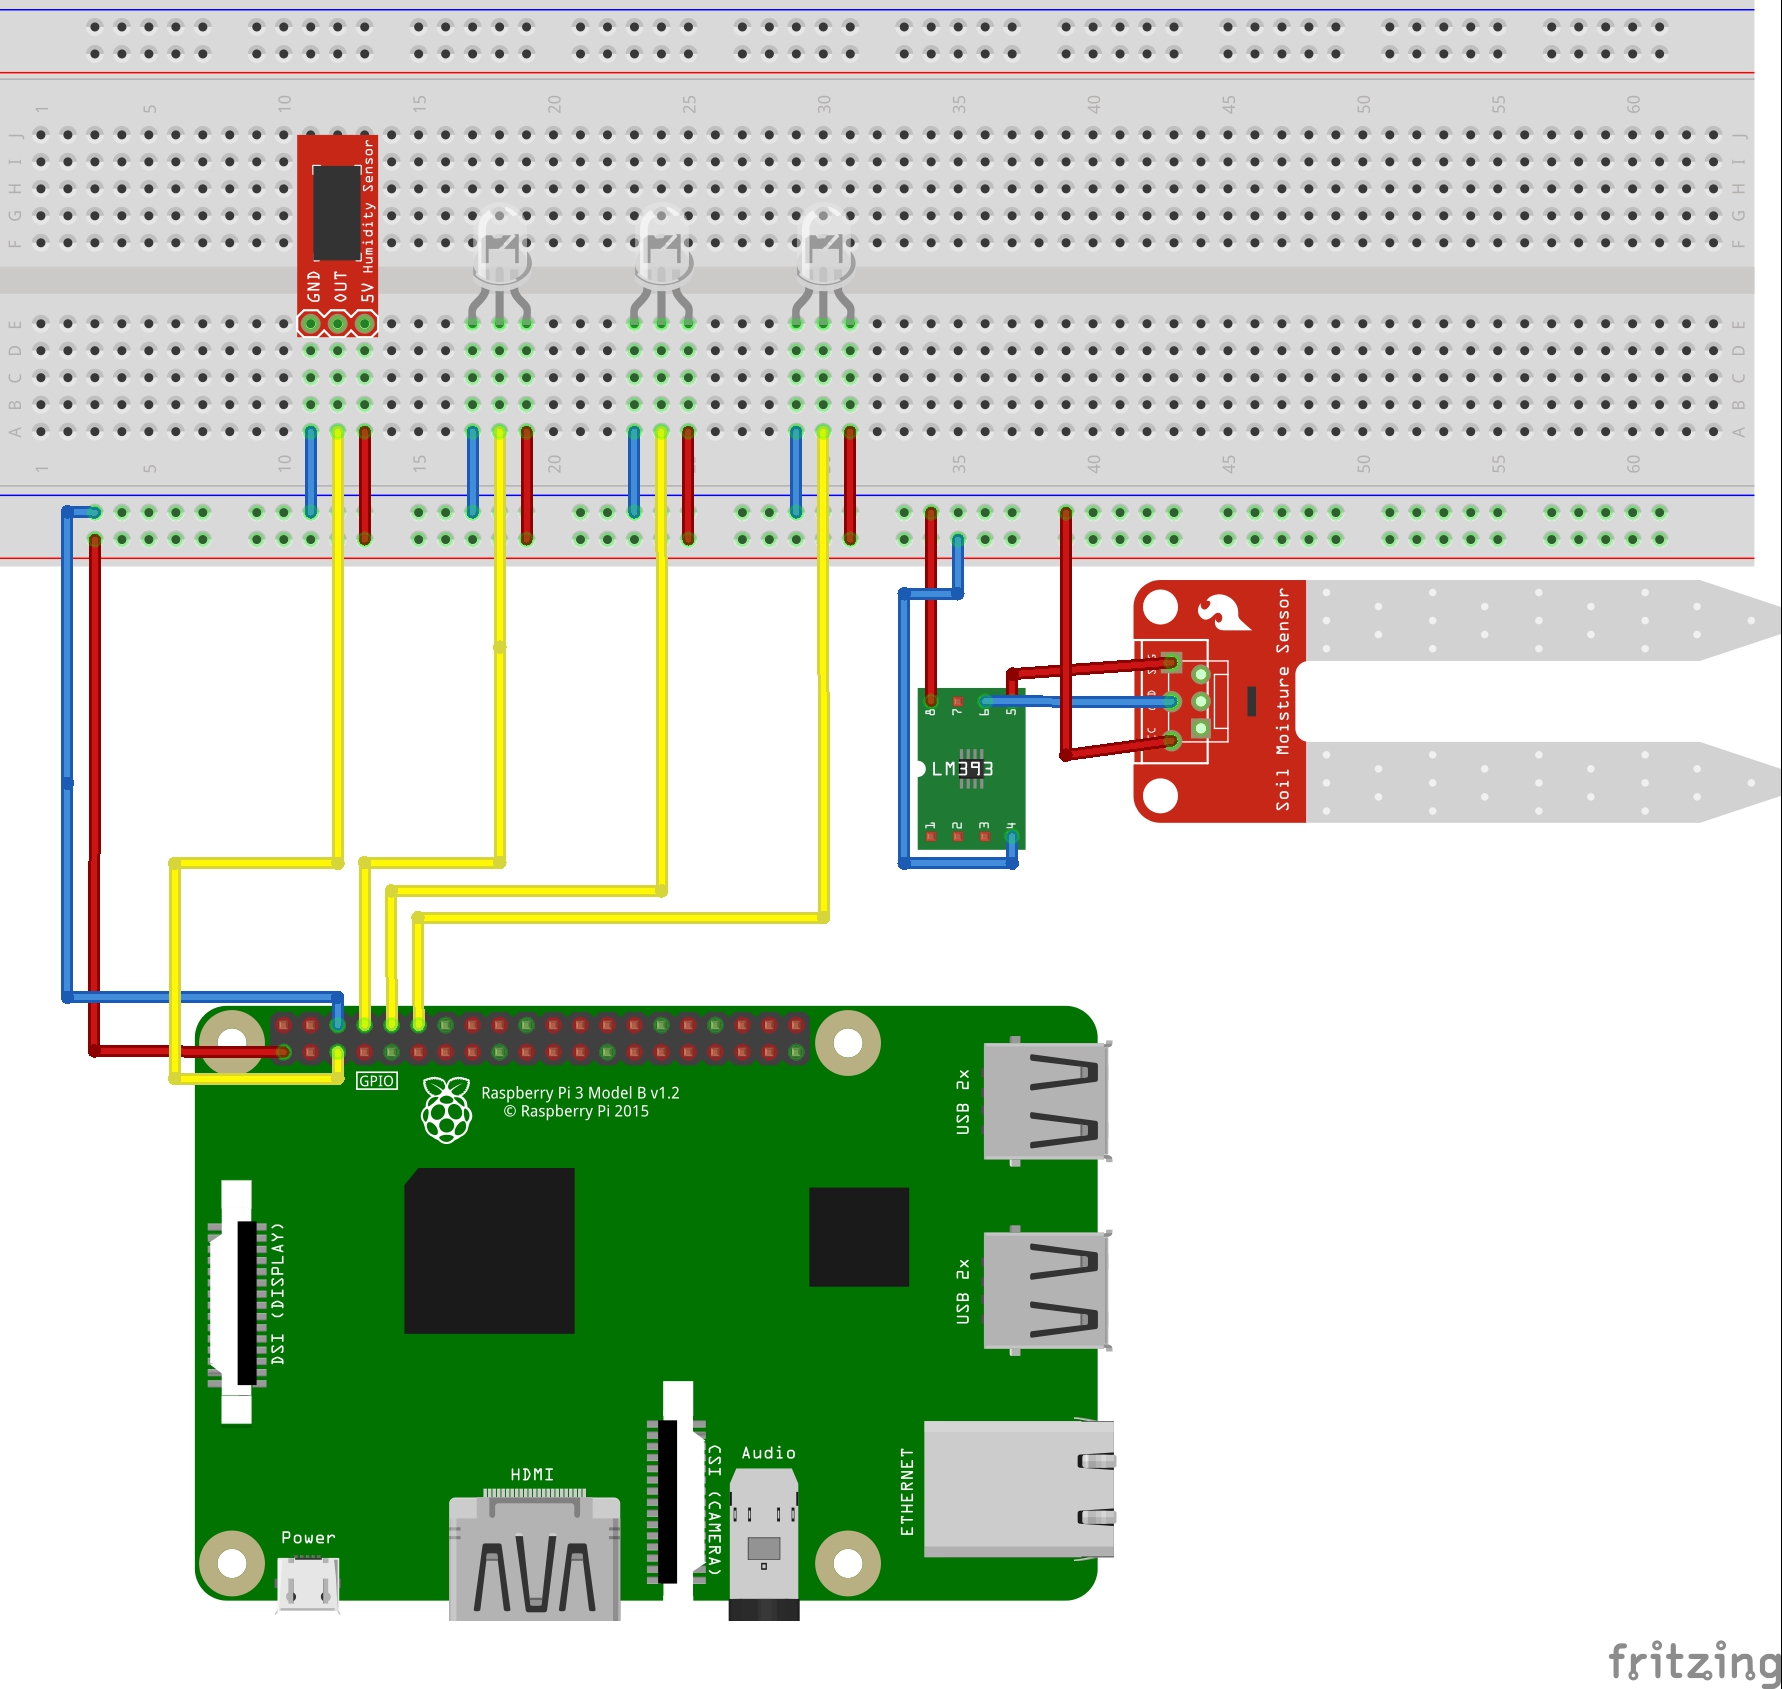 1 5 10 15 20 25 30 35 40 45 50 55 60
J J
I I
H H
G G
F F
Humidity Sensor
GND
OUT
5V
E E
D D
C C
B B
A A
1 5 10 15 20 35 40 45 50 55 60
8 7 6 5
LM393
1 2 3 4
Soil Moisture Sensor
GPIO
Raspberry Pi 3 Model B v1.2
© Raspberry Pi 2015
USB 2x
USB 2x
DSI (DISPLAY)
CSI (CAMERA)
Audio
HDMI
ETHERNET
Power
fritzing